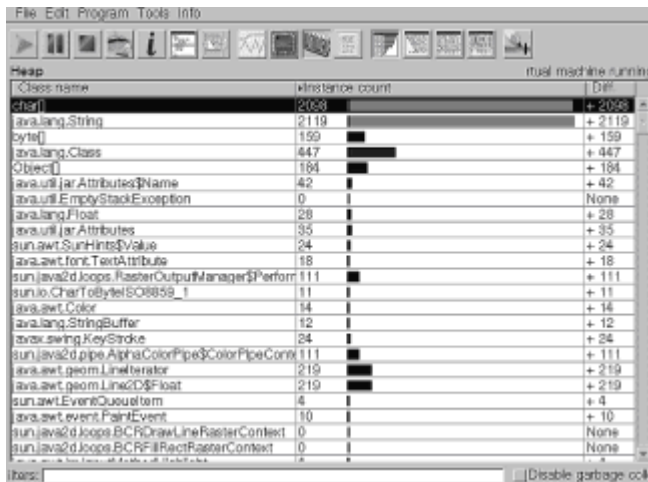 File Edit Program Tools Info
Heap rtual machine runnin
Class name Instance count Diff.
char[] 2098 + 2098
java.lang.String 2119 + 2119
byte[] 159 + 159
java.lang.Class 447 + 447
Object[] 184 + 184
java.util.jar.Attributes$Name 42 + 42
java.util.EmptyStackException 0 None
java.lang.Float 28 + 28
java.util.jar.Attributes 35 + 35
sun.awt.SunHints$Value 24 + 24
java.awt.font.TextAttribute 18 + 18
sun.java2d.loops.RasterOutputManager$Perforr 111 + 111
sun.io.CharToByteISO8859_1 11 + 11
java.awt.Color 14 + 14
java.lang.StringBuffer 12 + 12
javax.swing.KeyStroke 24 + 24
sun.java2d.pipe.AlphaColorPipe$ColorPipeConte 111 + 111
java.awt.geom.LineIterator 219 + 219
java.awt.geom.Line2D$Float 219 + 219
sun.awt.EventQueueItem 4 + 4
java.awt.event.PaintEvent 10 + 10
sun.java2d.loops.BCRDrawLineRasterContext 0 None
sun.java2d.loops.BCRFillRectRasterContext 0 None
ilters: Disable garbage coll